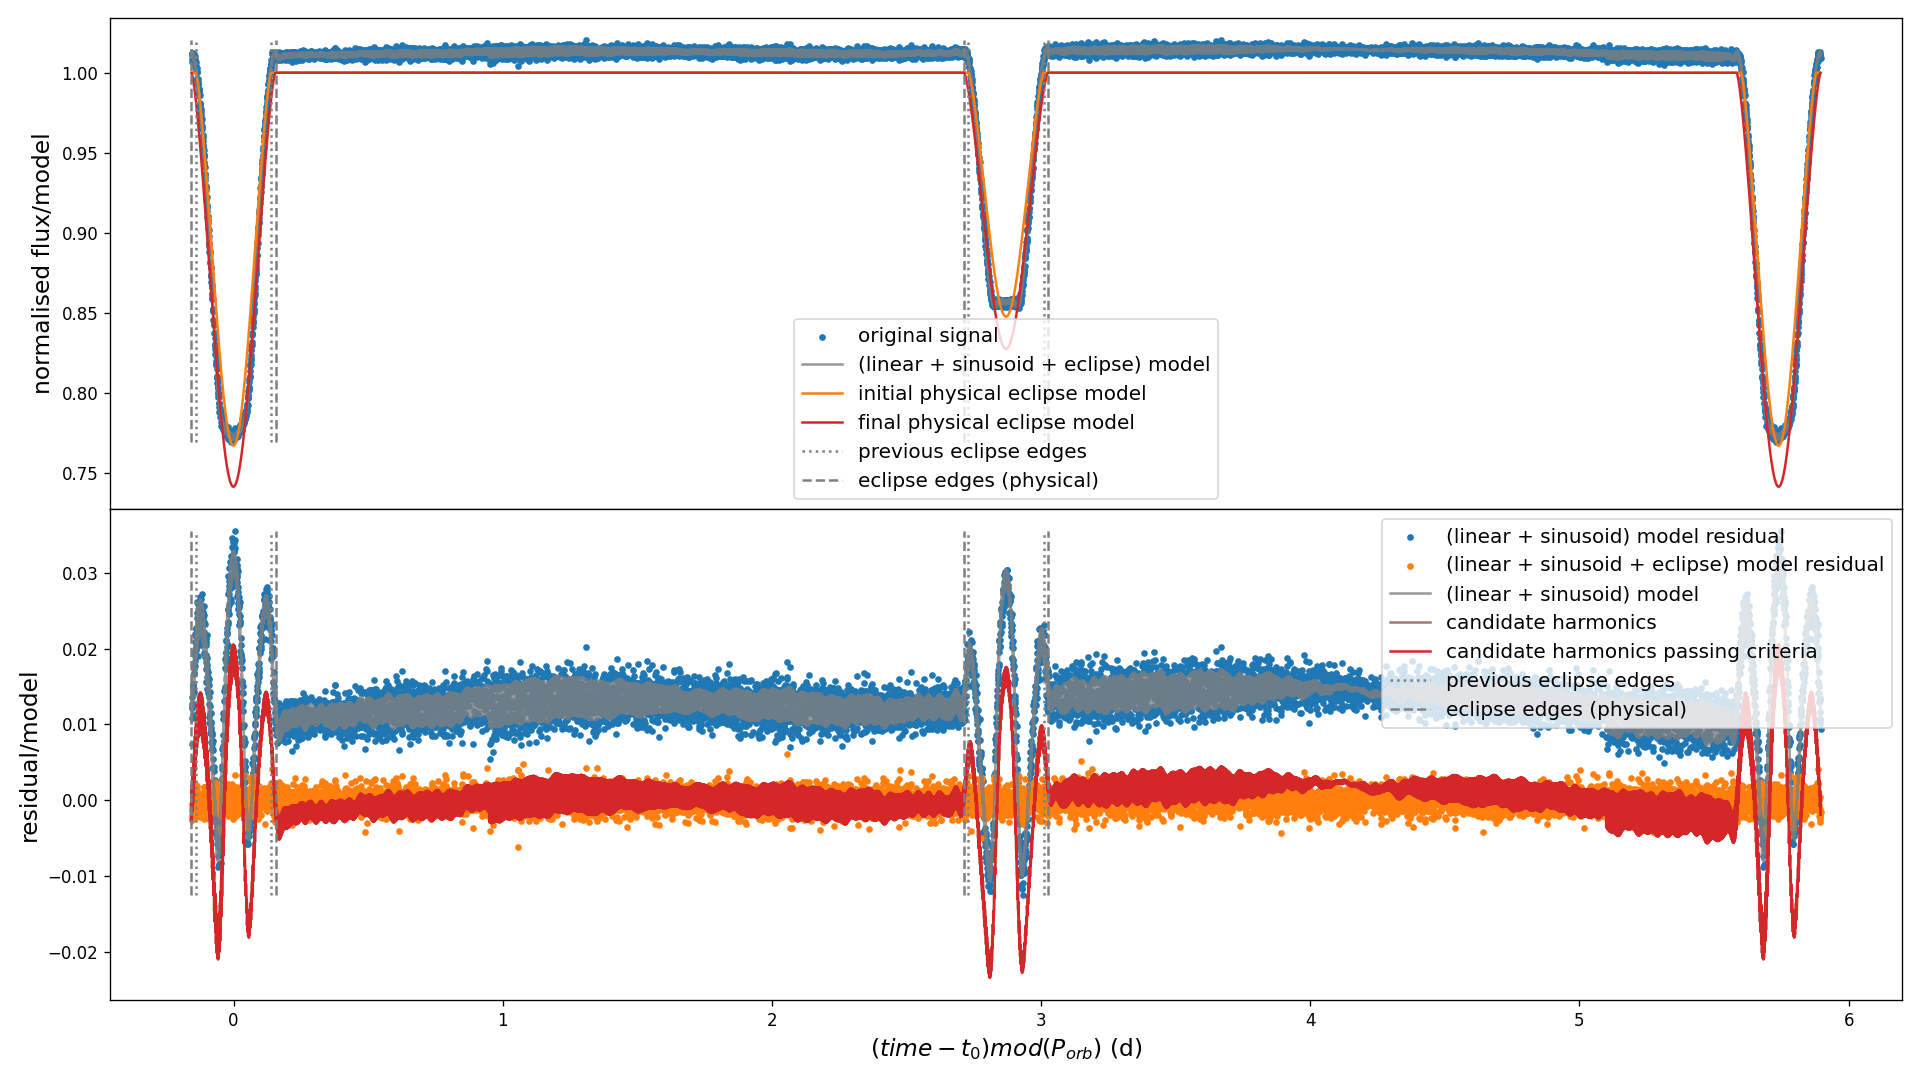 normalised flux/model
1.00
0.95
0.90
0.85
0.80
0.75
original signal
(linear + sinusoid + eclipse) model
initial physical eclipse model
final physical eclipse model
previous eclipse edges
eclipse edges (physical)
residual/model
0.03
0.02
0.01
0.00
−0.01
−0.02
(linear + sinusoid) model residual
(linear + sinusoid + eclipse) model residual
(linear + sinusoid) model
candidate harmonics
candidate harmonics passing criteria
previous eclipse edges
eclipse edges (physical)
0 1 2 3 4 5 6
(time − t₀)mod(Pₒᵣb) (d)